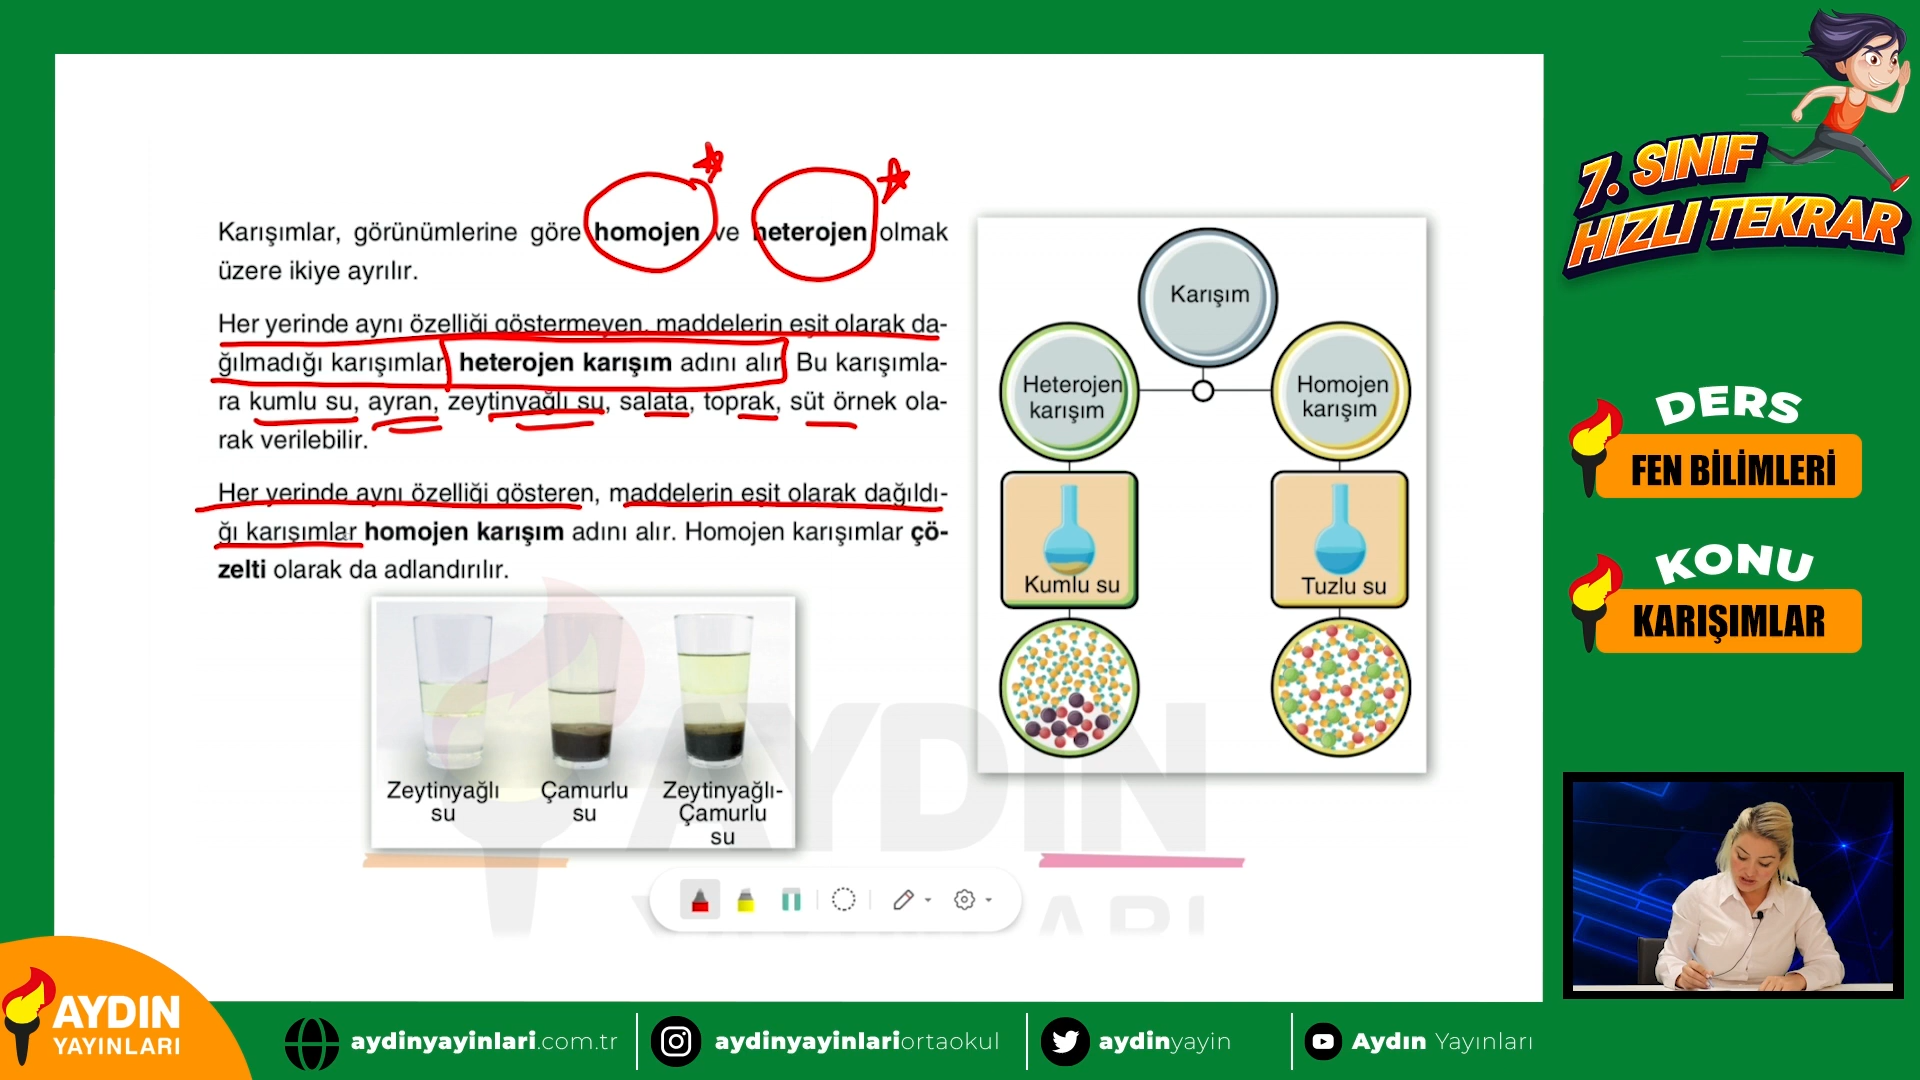 Karışımlar, görünümlerine göre homojen ve heterojen olmak
üzere ikiye ayrılır.
Her yerinde aynı özelliği göstermeyen, maddelerin eşit olarak da-
ğılmadığı karışımlar heterojen karışım adını alır. Bu karışımla-
ra kumlu su, ayran, zeytinyağlı su, salata, toprak, süt örnek ola-
rak verilebilir.
Her yerinde aynı özelliği gösteren, maddelerin eşit olarak dağıldı-
ğı karışımlar homojen karışım adını alır. Homojen karışımlar çö-
zelti olarak da adlandırılır.
Zeytinyağlı
su
Çamurlu
su
Zeytinyağlı-
Çamurlu
su
Karışım
Heterojen
karışım
Homojen
karışım
Kumlu su
Tuzlu su
AYDIN
YAYINLARI
7. SINIF
HIZLI TEKRAR
DERS
FEN BİLİMLERİ
KONU
KARIŞIMLAR
AYDIN
YAYINLARI
aydinyayinlari.com.tr
aydinyayinlariortaokul
aydinyayin
Aydın Yayınları